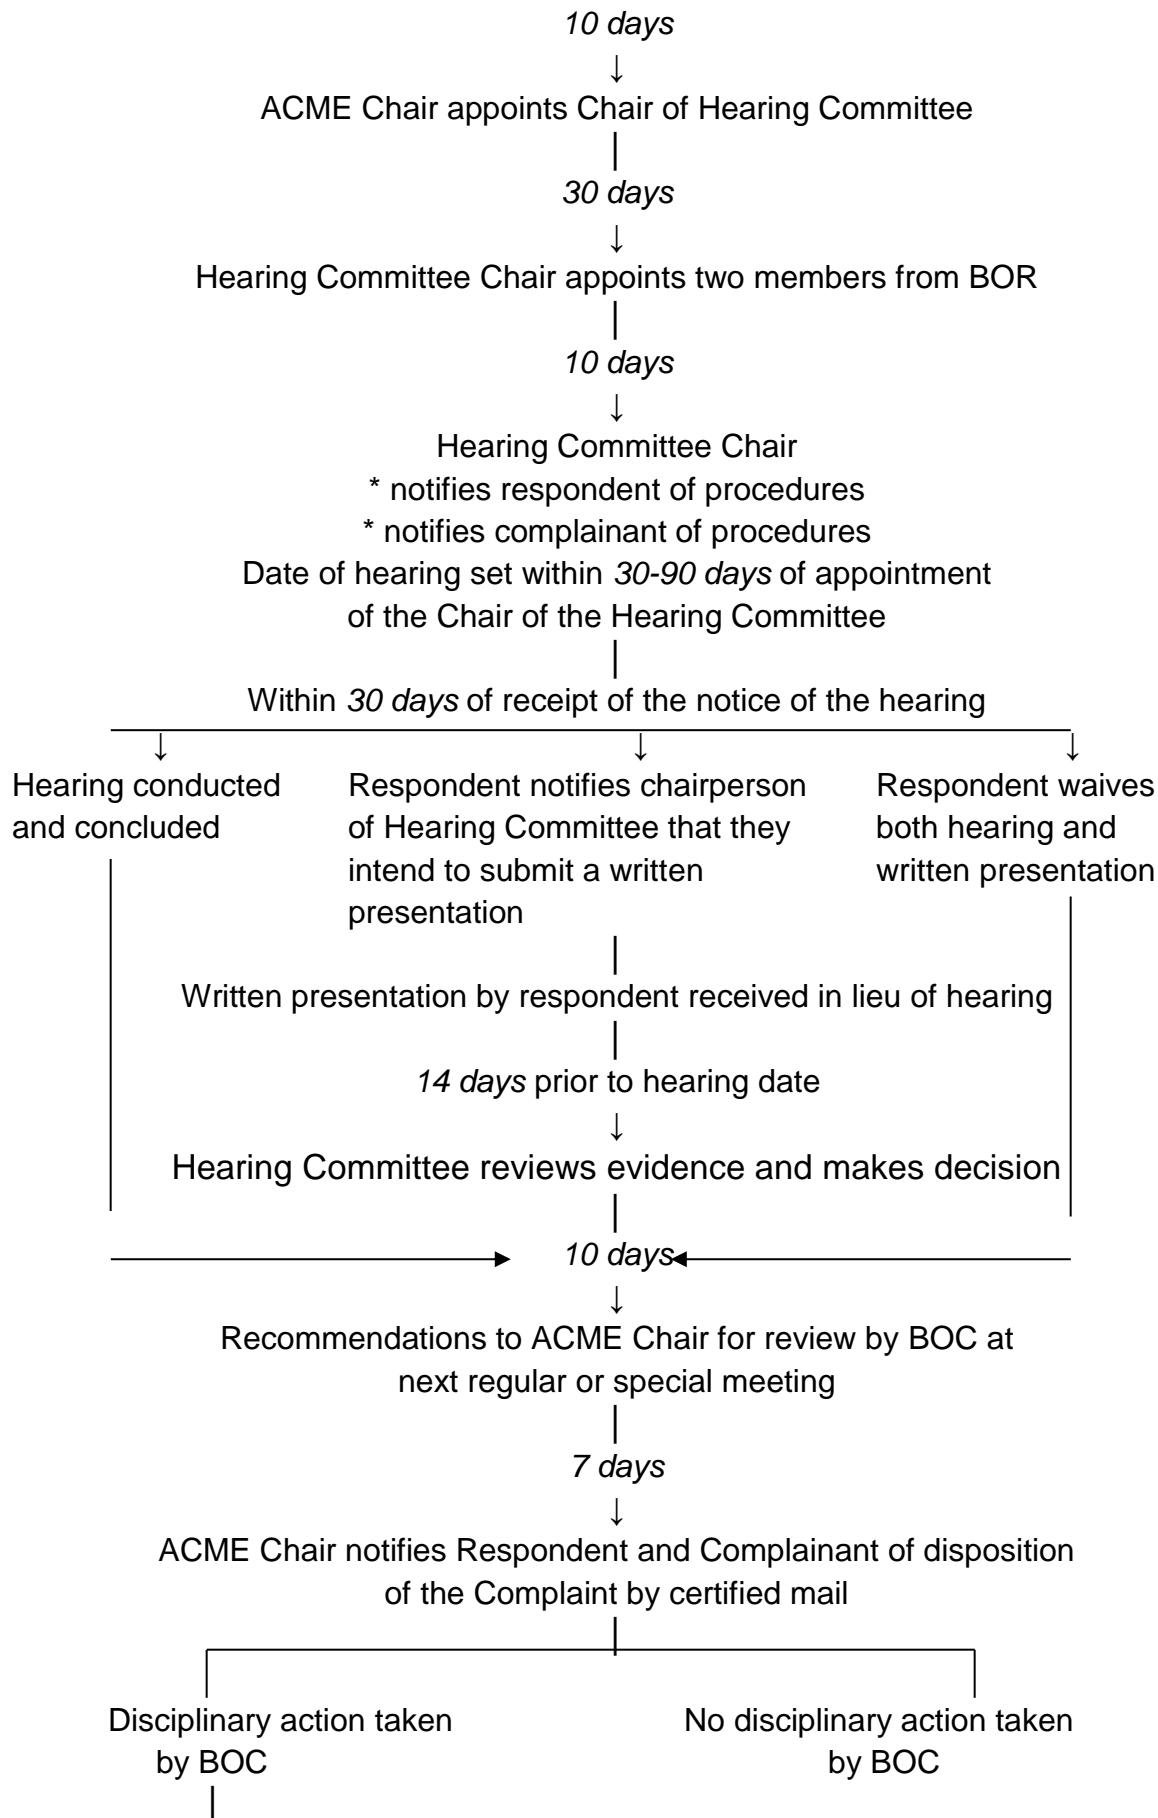 10 days
↓
ACME Chair appoints Chair of Hearing Committee
30 days
↓
Hearing Committee Chair appoints two members from BOR
10 days
↓
Hearing Committee Chair
* notifies respondent of procedures
* notifies complainant of procedures
Date of hearing set within 30-90 days of appointment
of the Chair of the Hearing Committee
Within 30 days of receipt of the notice of the hearing
↓ ↓ ↓
Hearing conducted
and concluded
Respondent notifies chairperson
of Hearing Committee that they
intend to submit a written
presentation
Respondent waives
both hearing and
written presentation
Written presentation by respondent received in lieu of hearing
14 days prior to hearing date
↓
Hearing Committee reviews evidence and makes decision
10 days
↓
Recommendations to ACME Chair for review by BOC at
next regular or special meeting
7 days
↓
ACME Chair notifies Respondent and Complainant of disposition
of the Complaint by certified mail
Disciplinary action taken
by BOC
No disciplinary action taken
by BOC